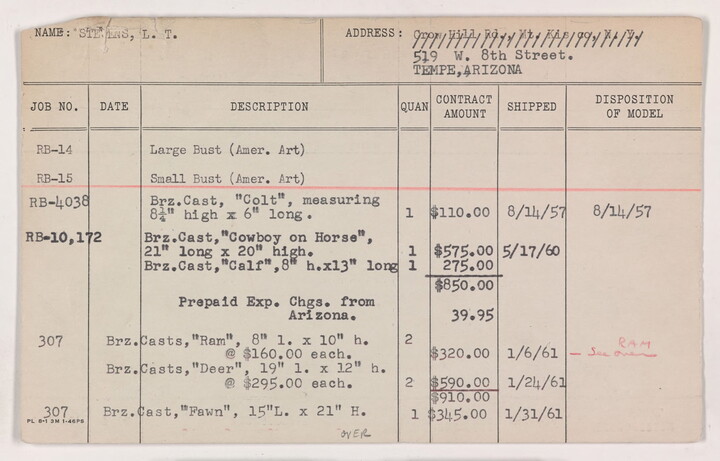 NAME: STEVENS, L. T.
ADDRESS: Crow Hill Rd., Mt. Kisco, N. Y.
519 W. 8th Street.
TEMPE, ARIZONA
JOB NO. DATE DESCRIPTION QUAN CONTRACT AMOUNT SHIPPED DISPOSITION OF MODEL
RB-14 Large Bust (Amer. Art)
RB-15 Small Bust (Amer. Art)
RB-4038 Brz.Cast, "Colt", measuring
8¼" high x 6" long. 1 $110.00 8/14/57 8/14/57
RB-10,172 Brz.Cast,"Cowboy on Horse",
21" long x 20" high. 1 $575.00 5/17/60
Brz.Cast,"Calf",8" h.x13" long 1 275.00
$850.00
Prepaid Exp. Chgs. from
Arizona. 39.95
307 Brz.Casts,"Ram", 8" l. x 10" h. 2
@ $160.00 each. $320.00 1/6/61 RAM — See over
Brz.Casts,"Deer", 19" l. x 12" h.
@ $295.00 each. 2 $590.00 1/24/61
$910.00
307 Brz.Cast,"Fawn", 15"L. x 21" H. 1 $345.00 1/31/61
PL 8-1 3M 1-46PS
OVER